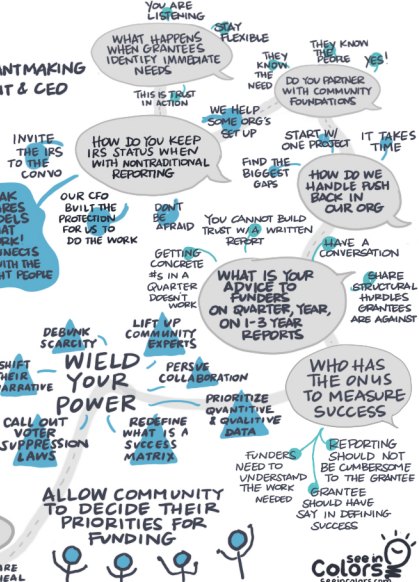 YOU ARE
LISTENING
STAY
FLEXIBLE
WHAT HAPPENS
WHEN GRANTEES
IDENTIFY IMMEDIATE
NEEDS
THIS IS TRUST
IN ACTION
THEY
KNOW
THE
NEED
THEY KNOW
THE
PEOPLE
YES!
DO YOU PARTNER
WITH COMMUNITY
FOUNDATIONS
WE HELP
SOME ORG'S
SET UP
& CEO
INVITE
THE IRS
TO THE
CONVO
HOW DO YOU KEEP
IRS STATUS WHEN
WITH NONTRADITIONAL
REPORTING
START W/
ONE PROJECT
IT TAKES
TIME
FIND THE
BIGGEST
GAPS
HOW DO WE
HANDLE PUSH
BACK IN
OUR ORG
WITH THE
PEOPLE
OUR CFO
BUILT THE
PROTECTION
FOR US TO
DO THE WORK
DON'T
BE
AFRAID
YOU CANNOT BUILD
TRUST W/ A WRITTEN
REPORT
HAVE A
CONVERSATION
GETTING
CONCRETE
#S IN A
QUARTER
DOESN'T
WORK
WHAT IS YOUR
ADVICE TO
FUNDERS
ON QUARTER, YEAR,
ON 1-3 YEAR
REPORTS
SHARE
STRUCTURAL
HURDLES
GRANTEES
ARE AGAINST
DEBUNK
SCARCITY
LIFT UP
COMMUNITY
EXPERTS
WIELD
YOUR
POWER
PERSUE
COLLABORATION
PRIORITIZE
QUANTITIVE
& QUALITIVE
DATA
CALL OUT
VOTER
SUPPRESSION
LAWS
REDEFINE
WHAT IS A
SUCCESS
MATRIX
WHO HAS
THE ONUS
TO MEASURE
SUCCESS
FUNDERS
NEED TO
UNDERSTAND
THE WORK
NEEDED
REPORTING
SHOULD NOT
BE CUMBERSOME
TO THE GRANTEE
GRANTEE
SHOULD HAVE
SAY IN DEFINING
SUCCESS
ALLOW COMMUNITY
TO DECIDE THEIR
PRIORITIES FOR
FUNDING
see in
Colors
seeincolors.com